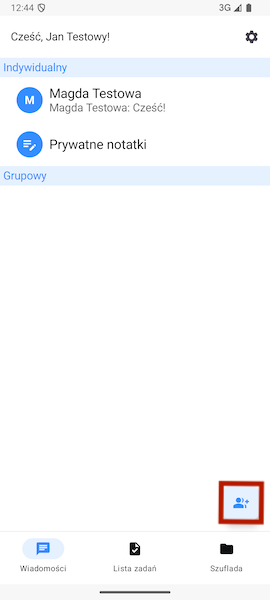 12:44 3G
Cześć, Jan Testowy!
Indywidualny
M
Magda Testowa
Magda Testowa: Cześć!
Prywatne notatki
Grupowy
Wiadomości Lista zadań Szuflada